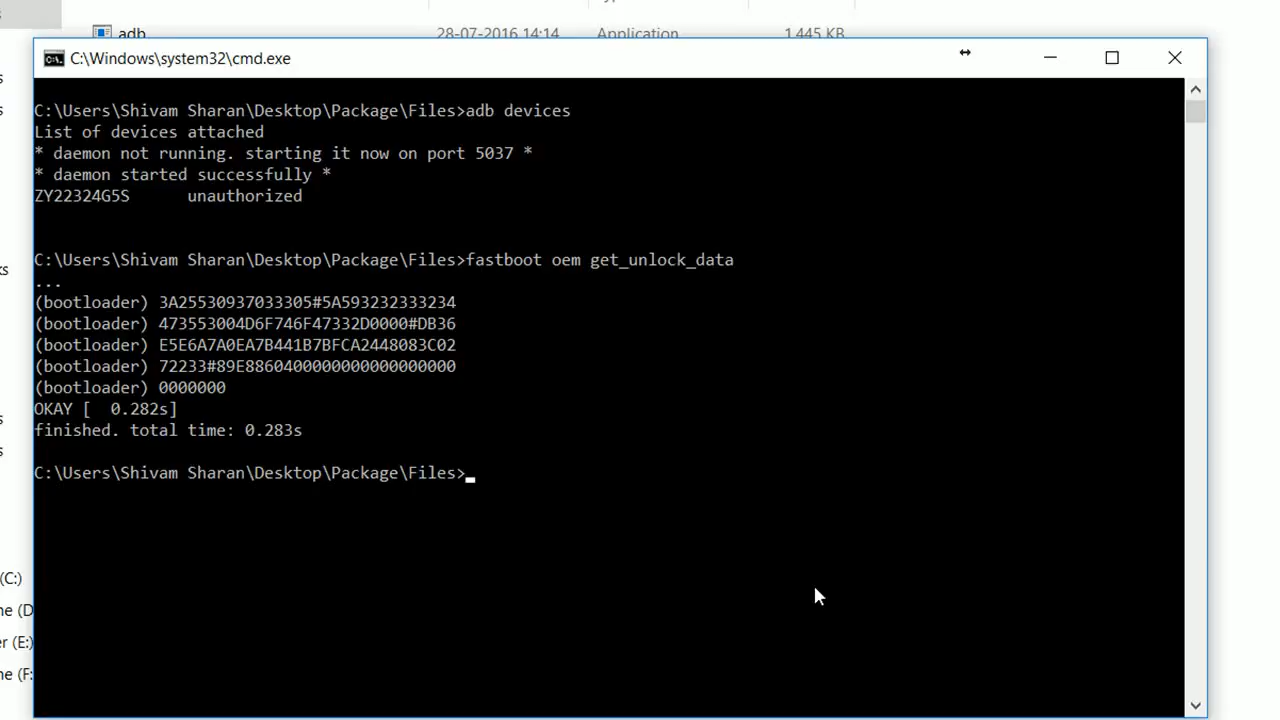 adb 28-07-2016 14:14 Application 1,445 KB
C:\Windows\system32\cmd.exe
C:\Users\Shivam Sharan\Desktop\Package\Files>adb devices
List of devices attached
* daemon not running. starting it now on port 5037 *
* daemon started successfully *
ZY22324G5S unauthorized
C:\Users\Shivam Sharan\Desktop\Package\Files>fastboot oem get_unlock_data
...
(bootloader) 3A25530937033305#5A593232333234
(bootloader) 473553004D6F746F47332D0000#DB36
(bootloader) E5E6A7A0EA7B441B7BFCA2448083C02
(bootloader) 72233#89E88604000000000000000000
(bootloader) 0000000
OKAY [ 0.282s]
finished. total time: 0.283s
C:\Users\Shivam Sharan\Desktop\Package\Files>
(C:)
(E:)